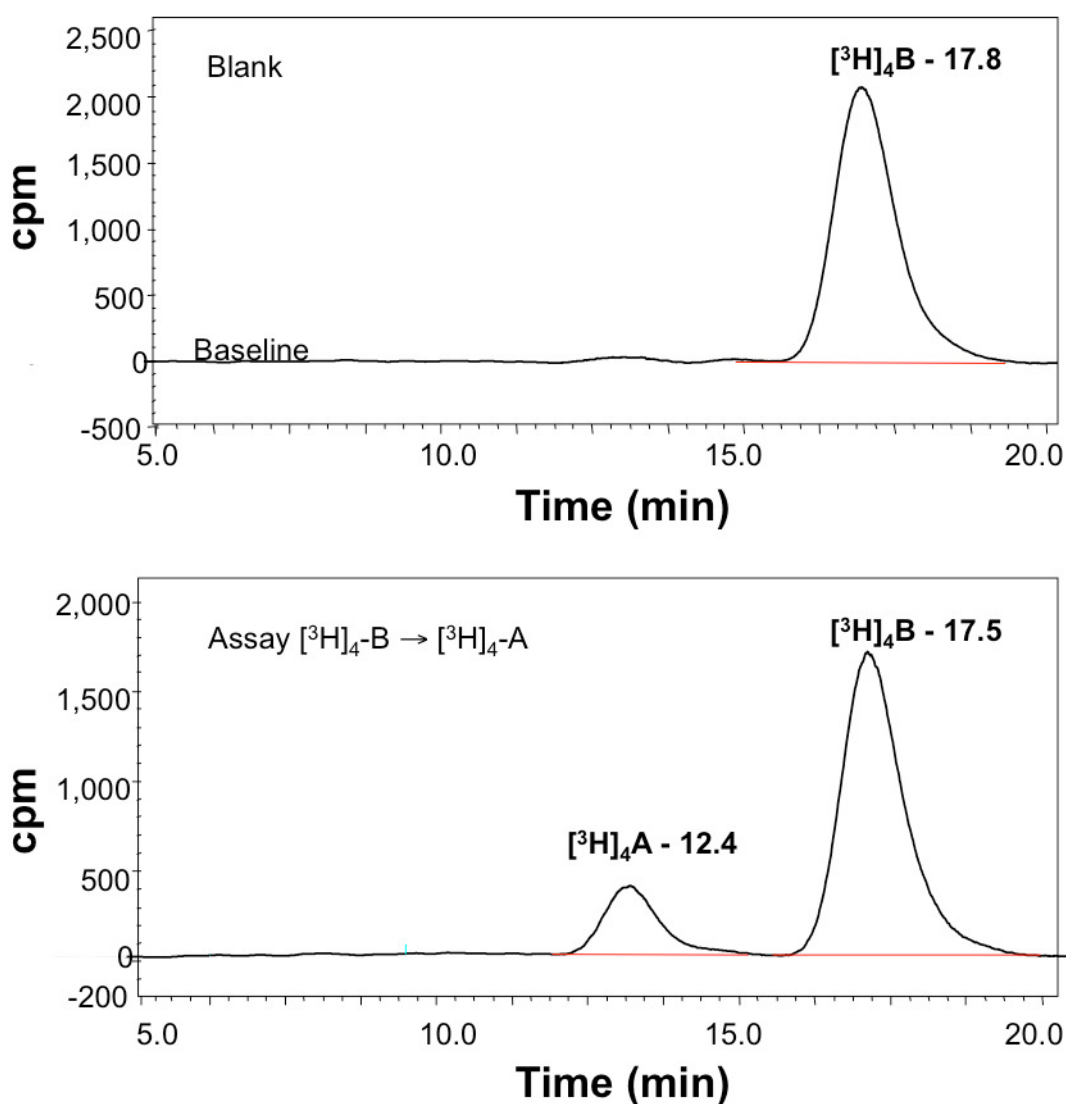 2,500
Blank
[³H]₄B - 17.8
2,000
1,500
cpm
1,000
500
Baseline
0
-500
5.0 10.0 15.0 20.0
Time (min)
2,000
Assay [³H]₄-B → [³H]₄-A
[³H]₄B - 17.5
1,500
1,000
cpm
[³H]₄A - 12.4
500
0
-200
5.0 10.0 15.0 20.0
Time (min)